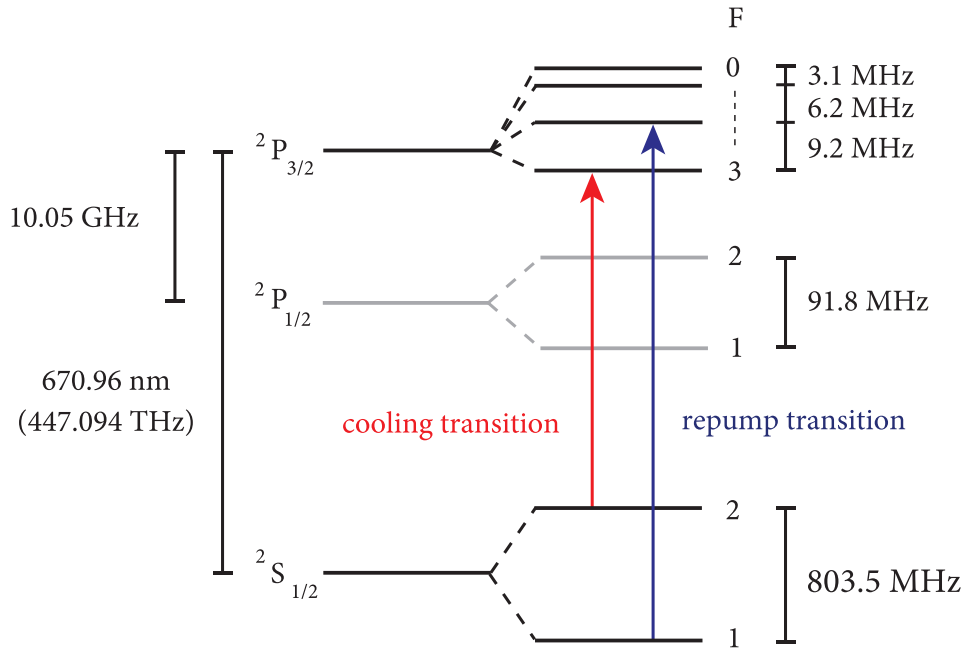 F
0
3.1 MHz
6.2 MHz
9.2 MHz
3
²P₃/₂
10.05 GHz
2
²P₁/₂
91.8 MHz
1
670.96 nm
(447.094 THz)
cooling transition
repump transition
2
²S₁/₂
803.5 MHz
1